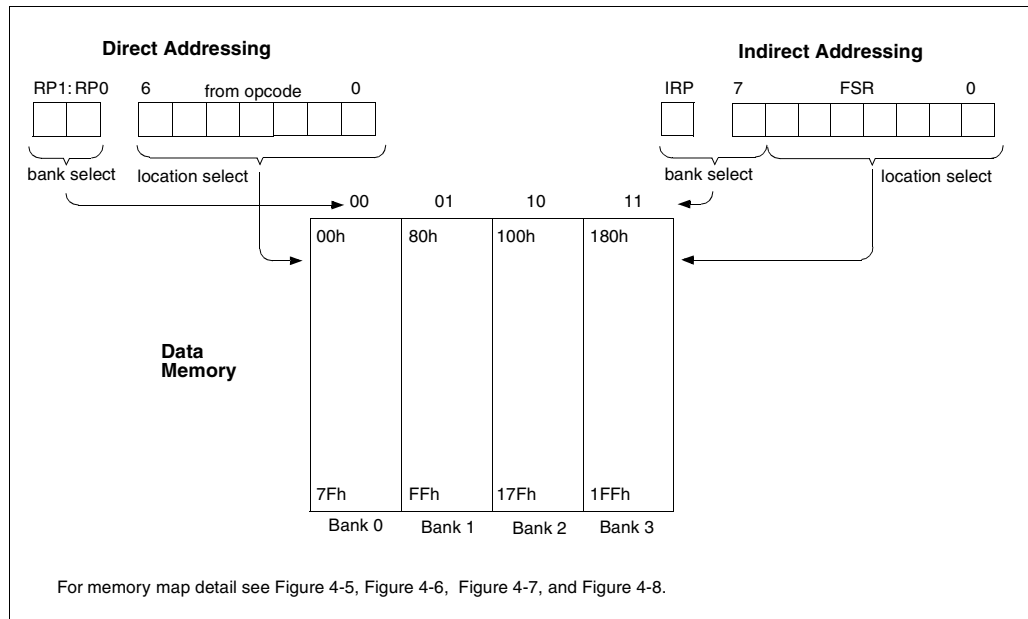 Direct Addressing
Indirect Addressing
RP1: RP0 6 from opcode 0
IRP 7 FSR 0
bank select location select
bank select location select
00 01 10 11
00h 80h 100h 180h
Data
Memory
7Fh FFh 17Fh 1FFh
Bank 0 Bank 1 Bank 2 Bank 3
For memory map detail see Figure 4-5, Figure 4-6, Figure 4-7, and Figure 4-8.